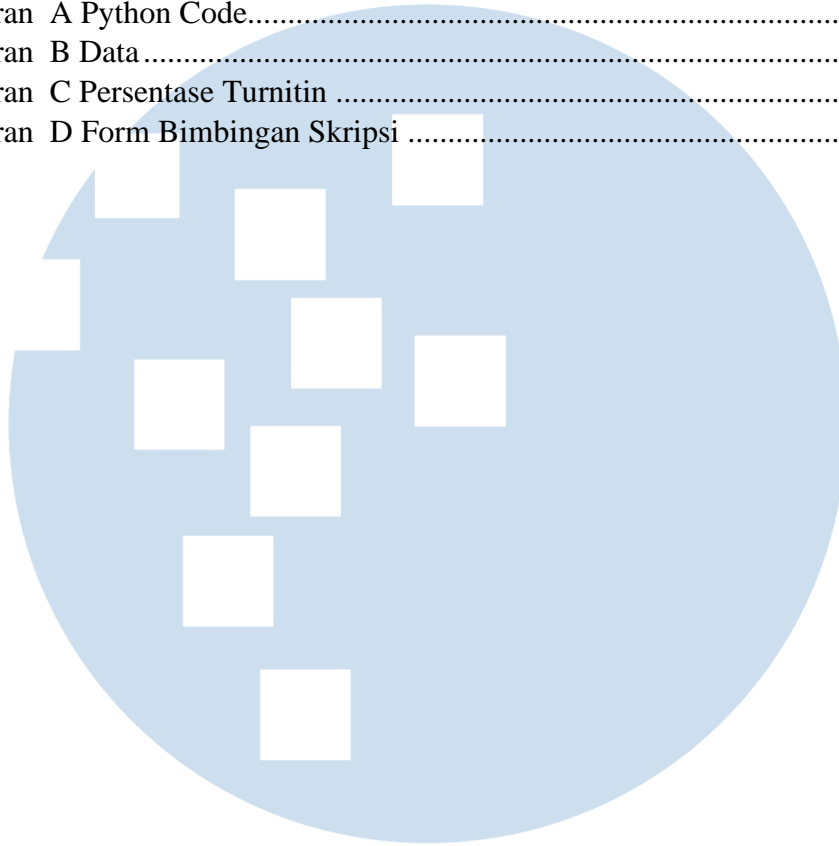 ran A Python Code........................................................................
ran B Data.......................................................................................
ran C Persentase Turnitin ..............................................................
ran D Form Bimbingan Skripsi .....................................................